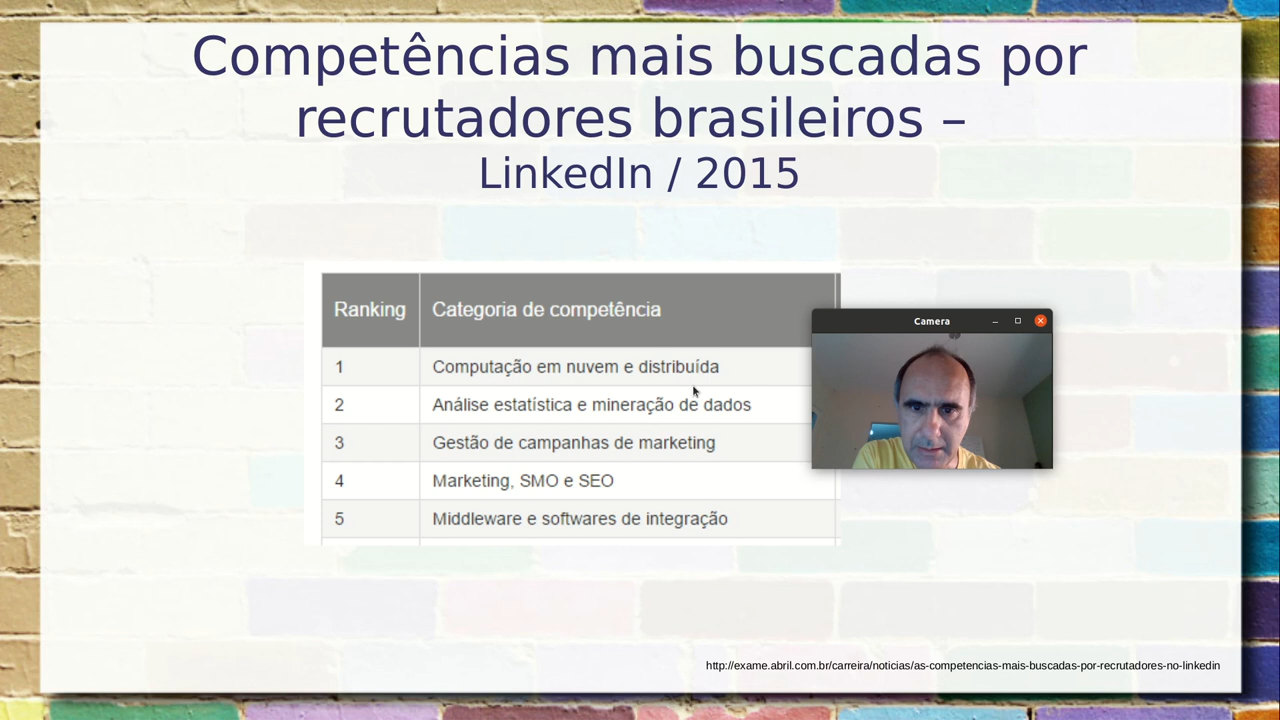 Competências mais buscadas por
recrutadores brasileiros –
LinkedIn / 2015
Ranking Categoria de competência
Camera
1 Computação em nuvem e distribuída
2 Análise estatística e mineração de dados
3 Gestão de campanhas de marketing
4 Marketing, SMO e SEO
5 Middleware e softwares de integração
http://exame.abril.com.br/carreira/noticias/as-competencias-mais-buscadas-por-recrutadores-no-linkedin